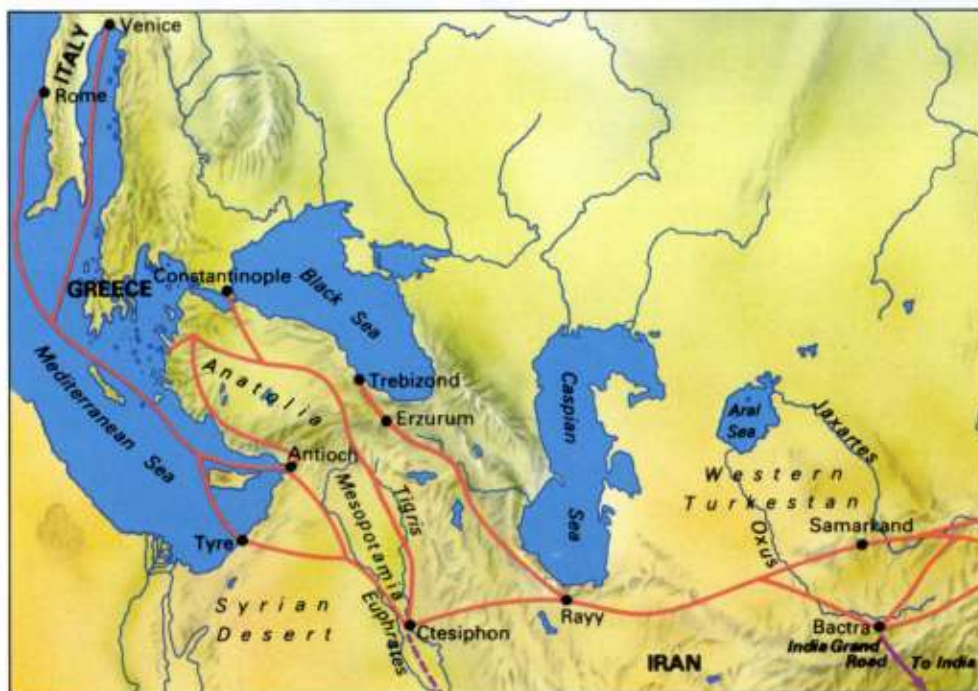 Venice
ITALY
Rome
Constantinople
Black Sea
GREECE
Mediterranean Sea
Anatolia
Trebizond
Erzurum
Caspian
Sea
Aral
Sea
Jaxartes
Antioch
Mesopotamia
Tigris
Western
Turkestan
Oxus
Samarkand
Tyre
Syrian
Desert
Euphrates
Ctesiphon
Rayy
Bactra
India Grand
Road
To India
IRAN